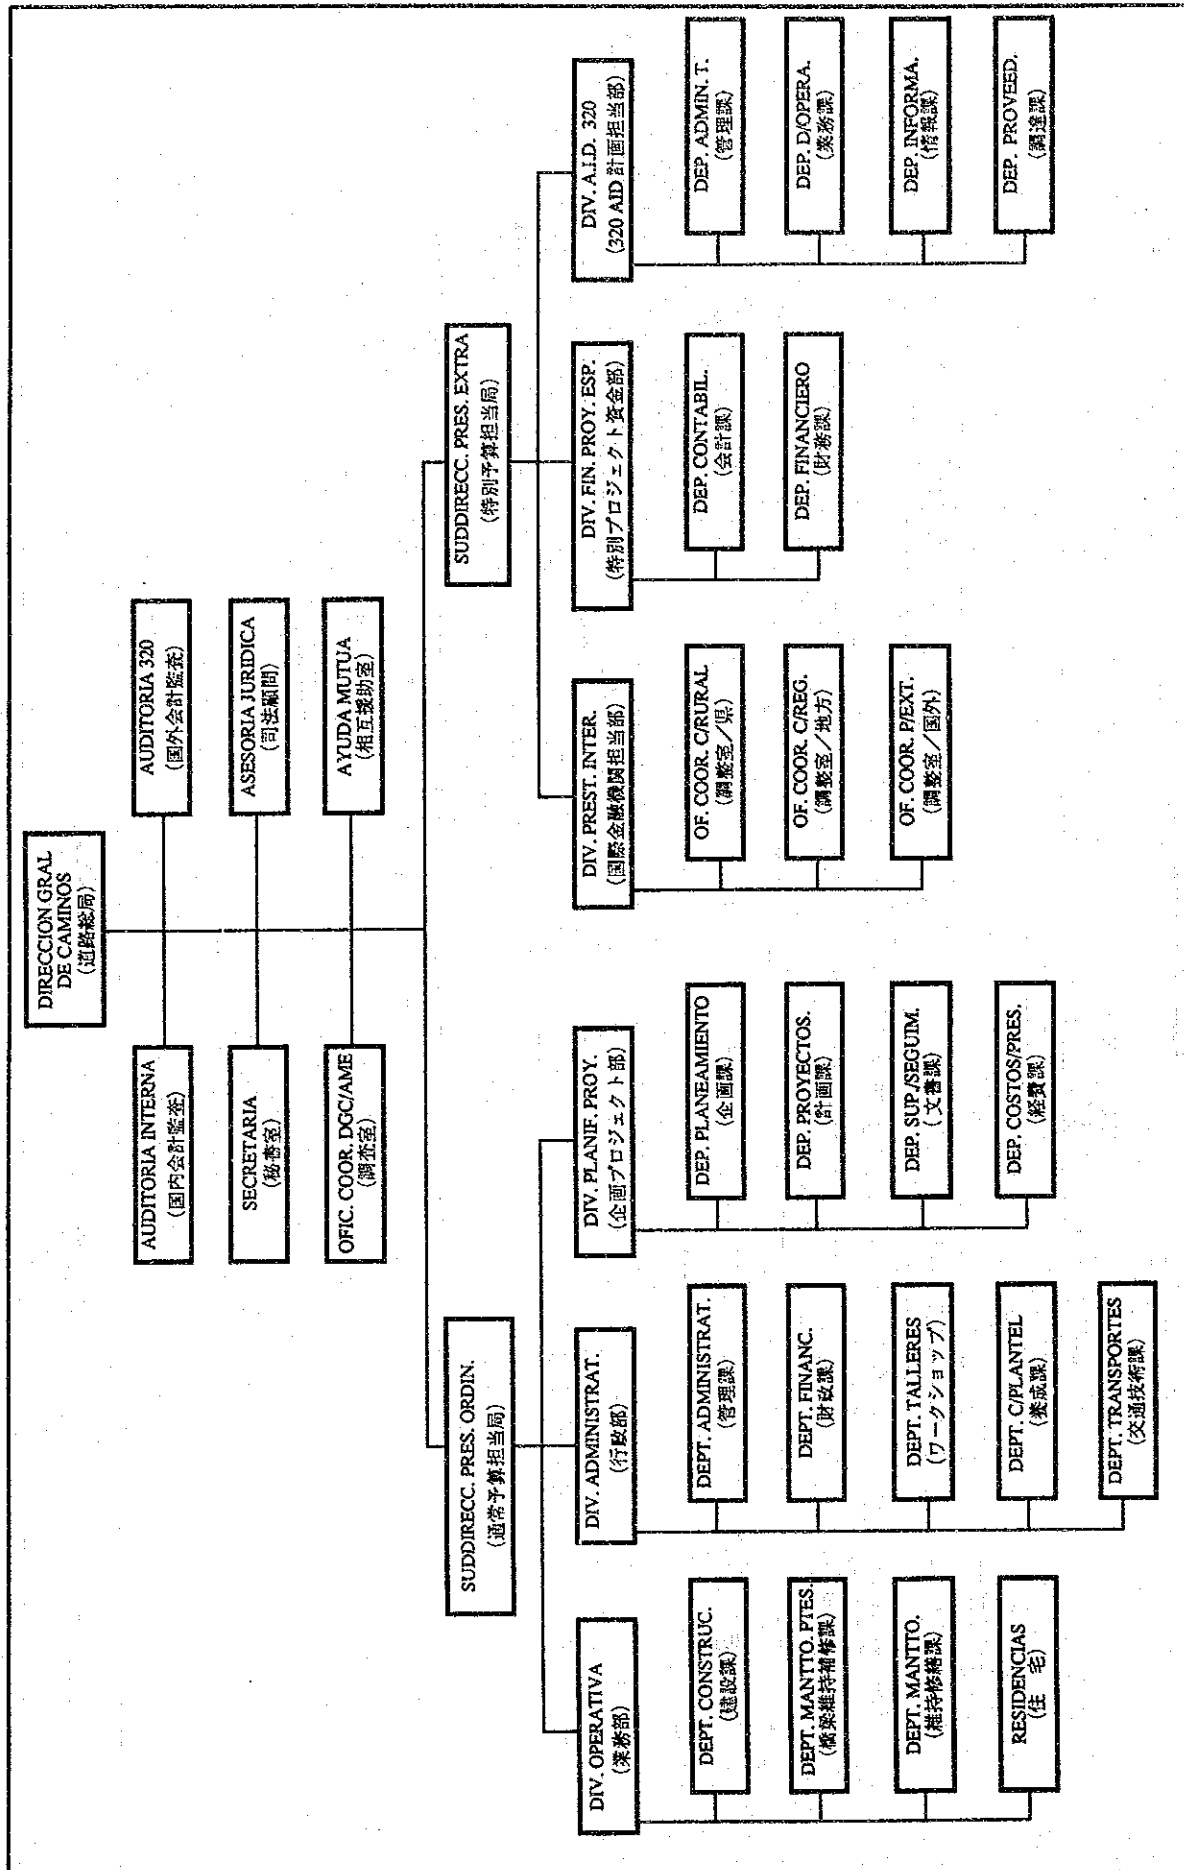 DIRECCION GRAL
DE CAMINOS
(道路総局)
AUDITORIA INTERNA
(国内会計監査)
AUDITORIA 320
(国外会計監査)
SECRETARIA
(秘書室)
ASESORIA JURIDICA
(司法顧問)
OFIC. COOR. DGC/AME
(調査室)
AYUDA MUTUA
(相互援助室)
SUDDIRECC. PRES. ORDIN.
(通常予算担当局)
SUDDIRECC. PRES. EXTRA
(特別予算担当局)
DIV. OPERATIVA
(業務部)
DEPT. CONSTRUC.
(建設課)
DEPT. MANTTO. PTES.
(橋梁維持補修課)
DEPT. MANTTO.
(維持修繕課)
RESIDENCIAS
(住 宅)
DIV. ADMINISTRAT.
(行政部)
DEPT. ADMINISTRAT.
(管理課)
DEPT. FINANC.
(財政課)
DEPT. TALLERES
(ワークショップ)
DEPT. C/PLANTEL
(養成課)
DEPT. TRANSPORTES
(交通技術課)
DIV. PLANIF. PROY.
(企画プロジェクト部)
DEP. PLANEAMIENTO
(企画課)
DEP. PROYECTOS.
(計画課)
DEP. SUP./SEGUIM.
(文書課)
DEP. COSTOS/PRES.
(経費課)
DIV. PREST. INTER.
(国際金融機関担当部)
OF. COOR. C/RURAL
(調整室/県)
OF. COOR. C/REG.
(調整室/地方)
OF. COOR. P/EXT.
(調整室/国外)
DIV. FIN. PROY. ESP.
(特別プロジェクト資金部)
DEP. CONTABIL.
(会計課)
DEP. FINANCIERO
(財務課)
DIV. A.I.D. 320
(320 AID 計画担当部)
DEP. ADMIN. T.
(管理課)
DEP. D/OPERA.
(業務課)
DEP. INFORMA.
(情報課)
DEP. PROVEED.
(調達課)